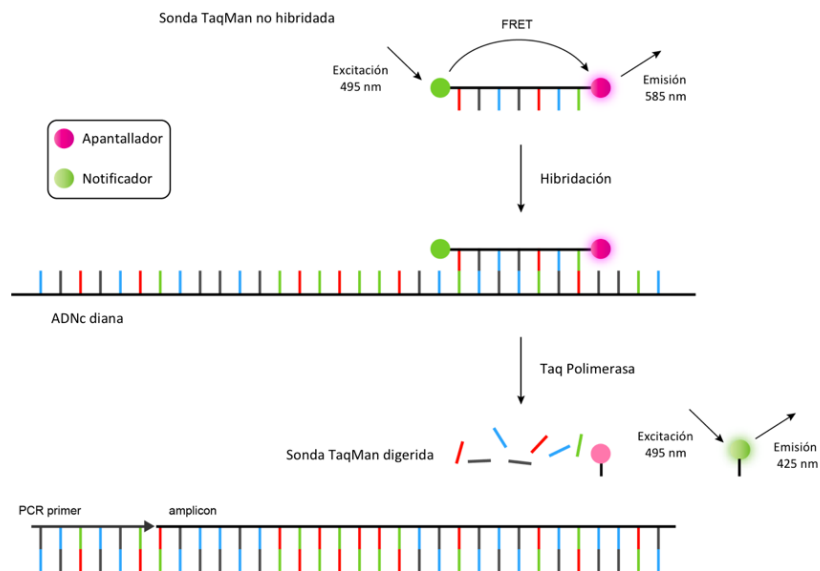 Sonda TaqMan no hibridada
FRET
Excitación
495 nm
Emisión
585 nm
Apantallador
Notificador
Hibridación
ADNc diana
Taq Polimerasa
Sonda TaqMan digerida
Excitación
495 nm
Emisión
425 nm
PCR primer
amplicon